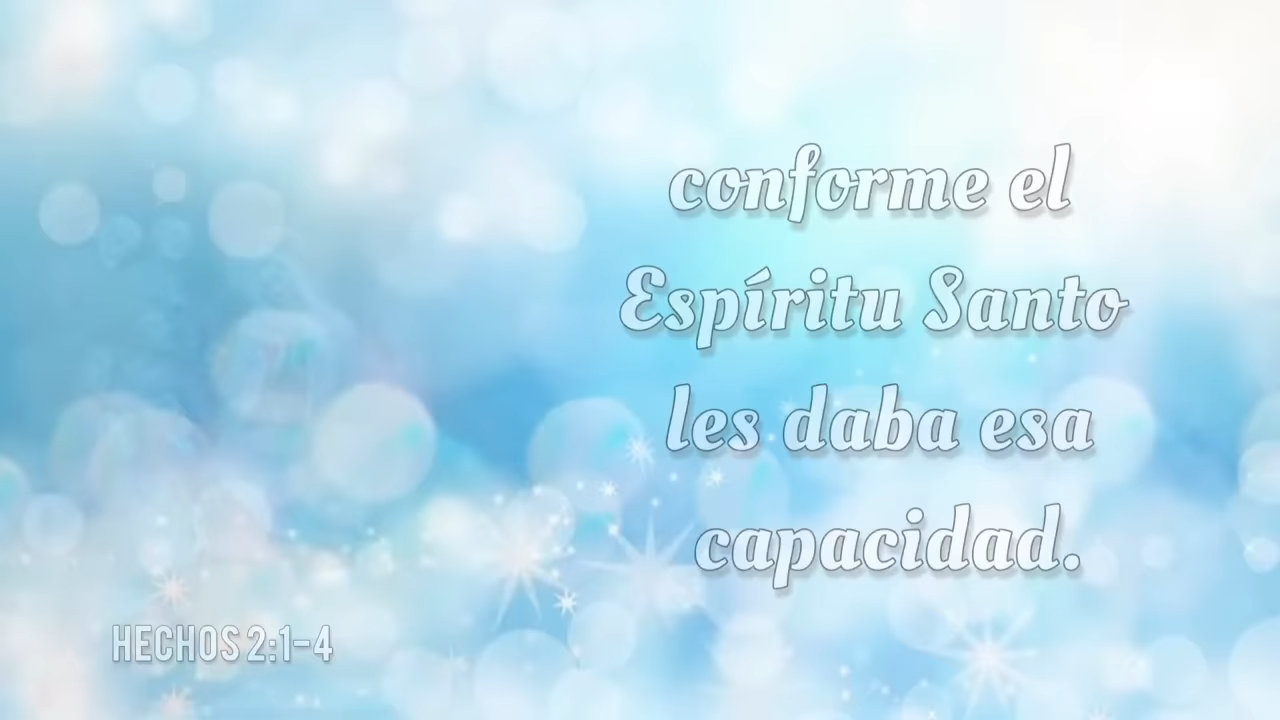 conforme el
Espíritu Santo
les daba esa
capacidad.
HECHOS 2:1-4